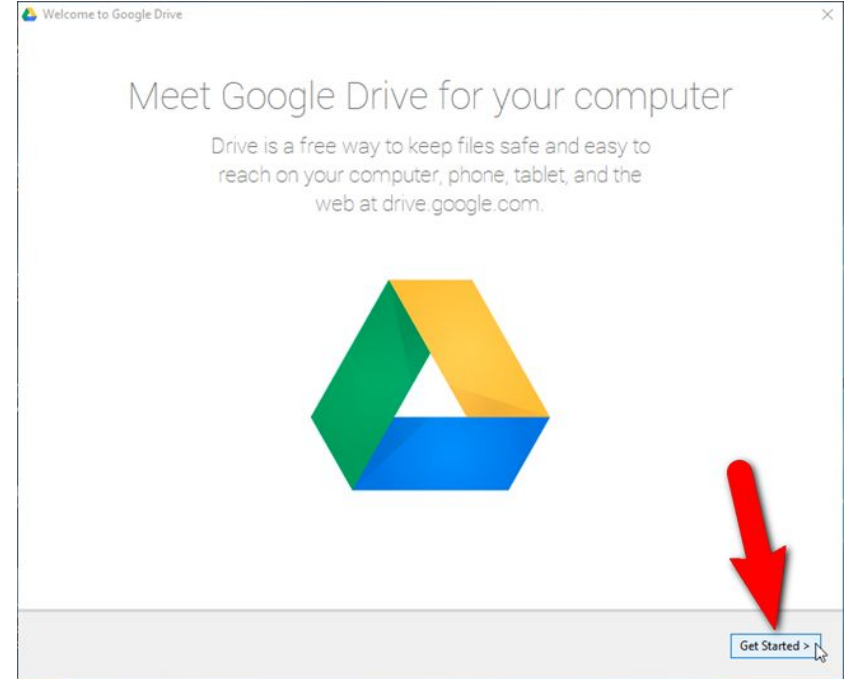 Welcome to Google Drive
Meet Google Drive for your computer
Drive is a free way to keep files safe and easy to
reach on your computer, phone, tablet, and the
web at drive.google.com.
Get Started >